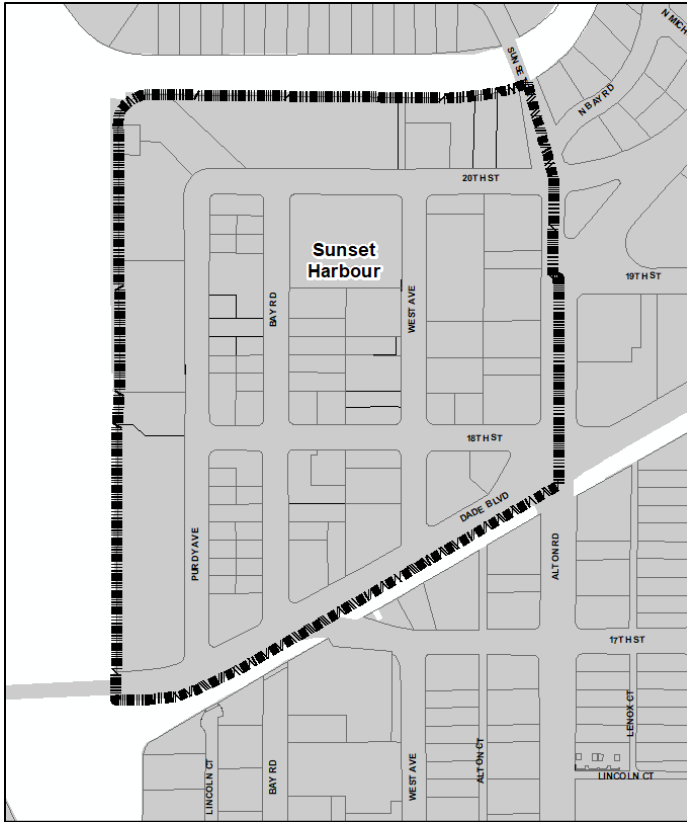 N MICH
SUNSET
N BAY RD
20TH ST
Sunset
Harbour
19TH ST
BAY RD
WEST AVE
18TH ST
DADE BLVD
PURDY AVE
ALTON RD
17TH ST
LENOX CT
LINCOLN CT
BAY RD
WEST AVE
ALTON CT
LINCOLN CT